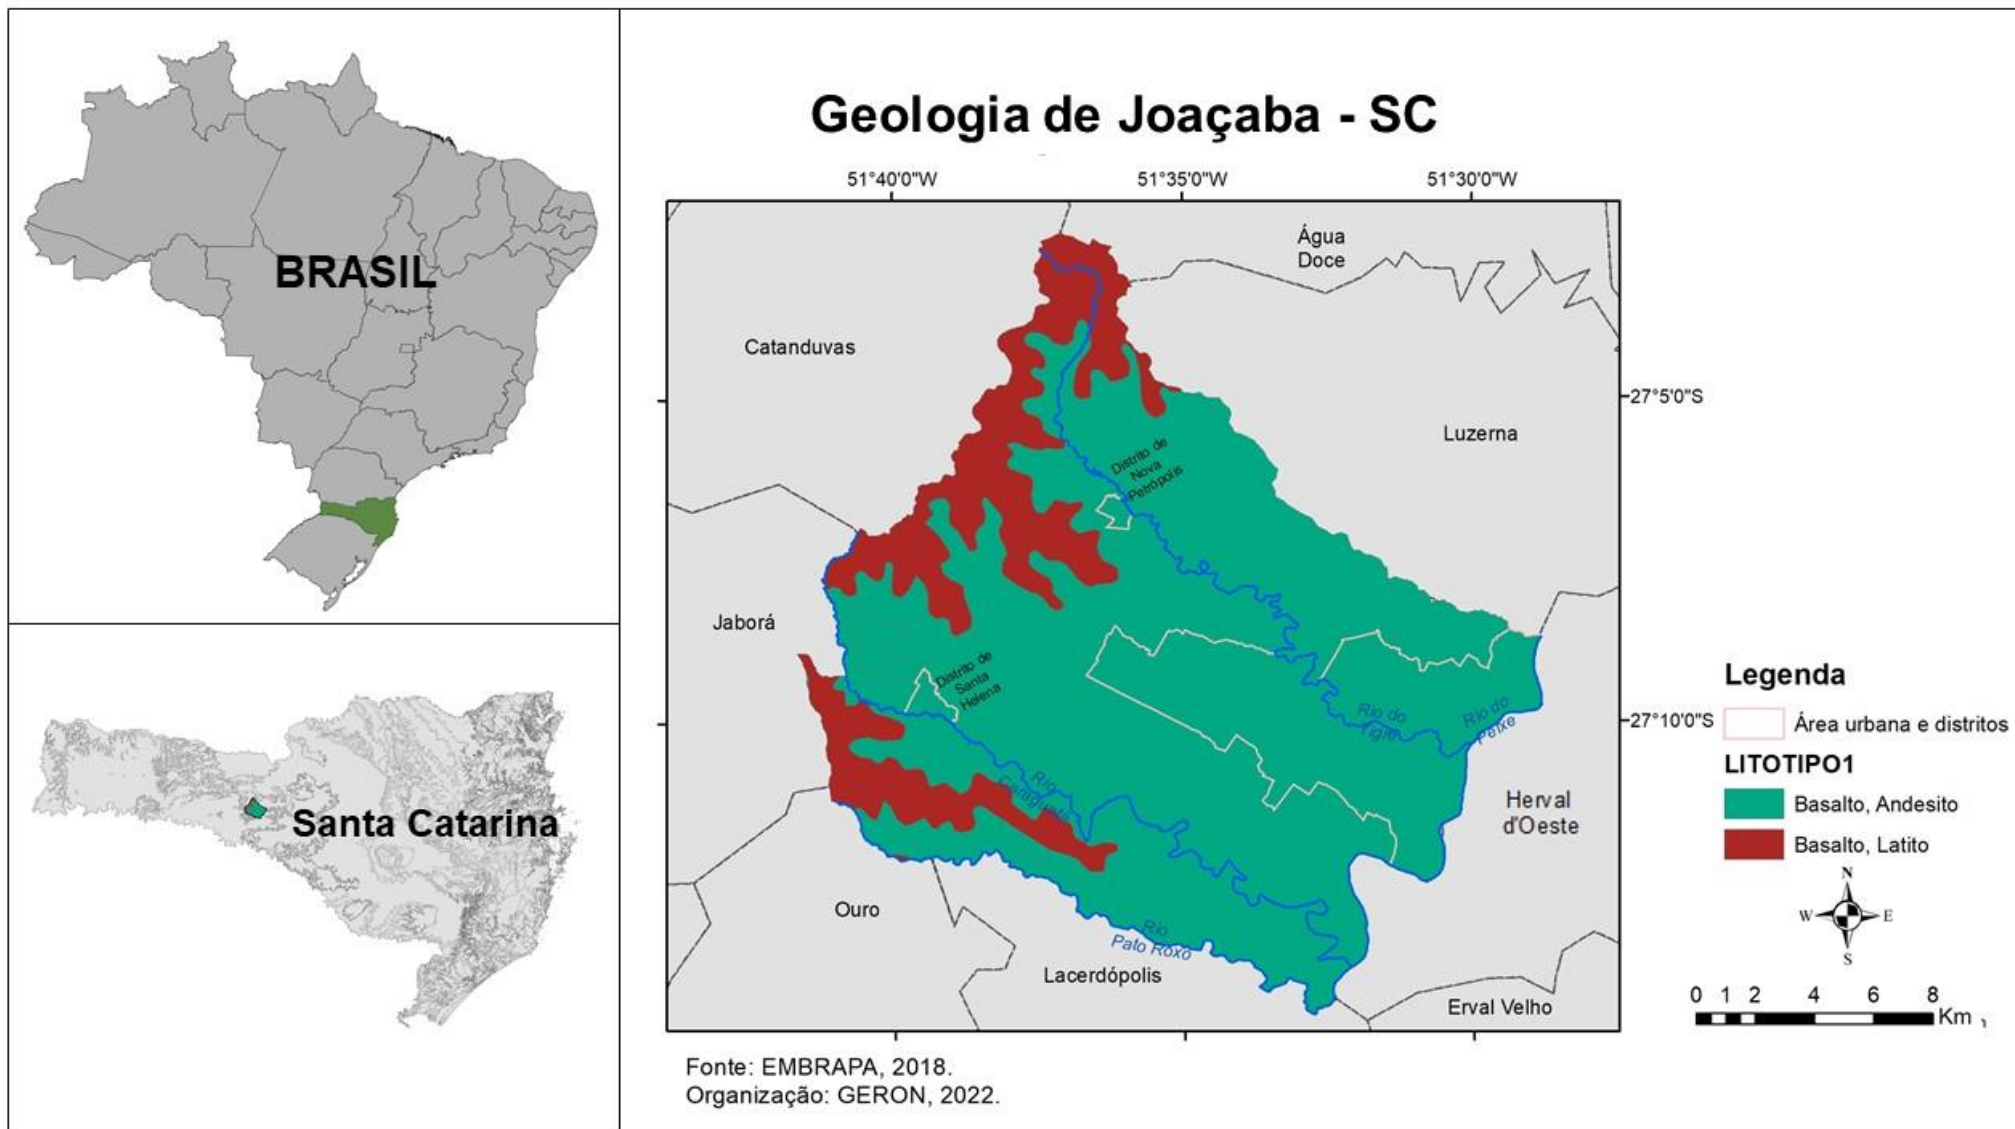 BRASIL
Santa Catarina
Geologia de Joaçaba - SC
51°40'0"W
51°35'0"W
51°30'0"W
Água
Doce
Catanduvas
27°5'0"S
Luzerna
Distrito de
Nova
Petrópolis
Jaborá
Distrito de
Santa
Helena
Rio do
Tigre
Rio do
Peixe
27°10'0"S
Rio
Caraguatá
Herval
d'Oeste
Ouro
Rio
Pato Roxo
Lacerdópolis
Erval Velho
Legenda
Área urbana e distritos
LITOTIPO1
Basalto, Andesito
Basalto, Latito
N
W
E
S
0 1 2 4 6 8
Km
Fonte: EMBRAPA, 2018.
Organização: GERON, 2022.